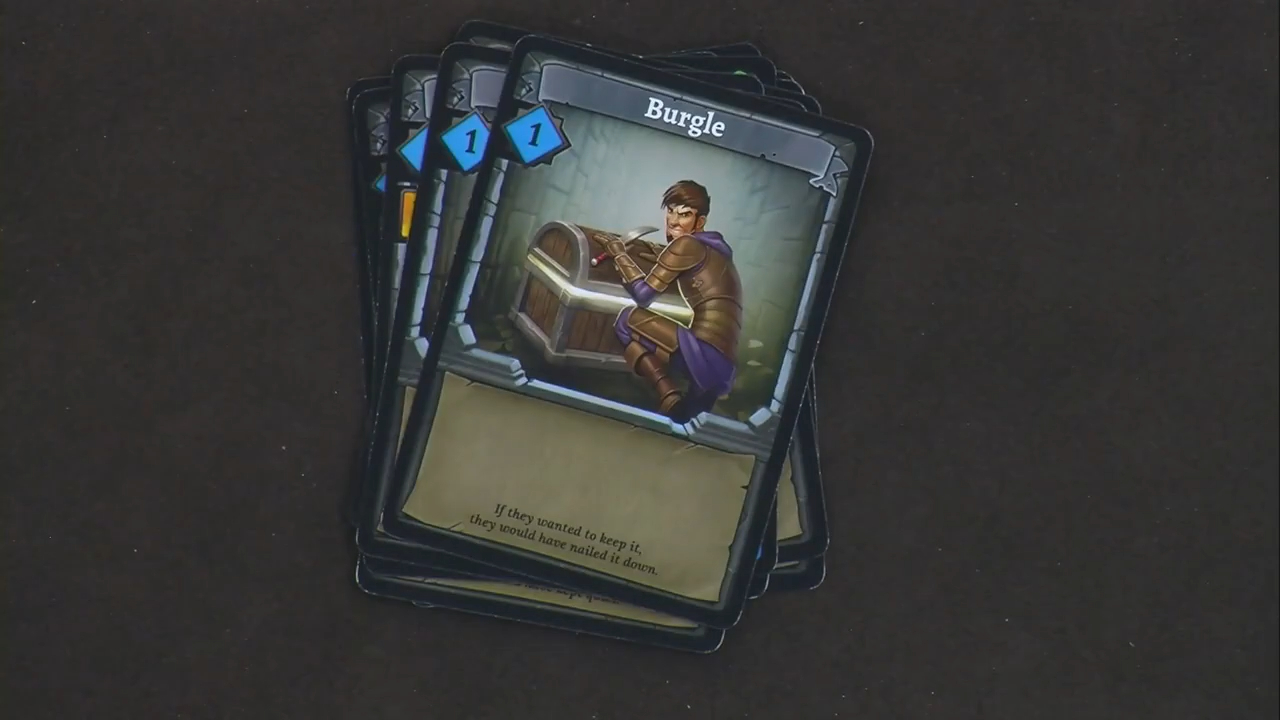 Burgle
1
1
If they wanted to keep it,
they would have nailed it down.